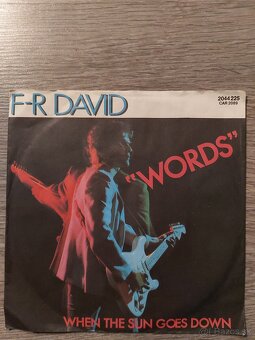 F-R DAVID
2044 225
CAR 2089
"WORDS"
WHEN THE SUN GOES DOWN